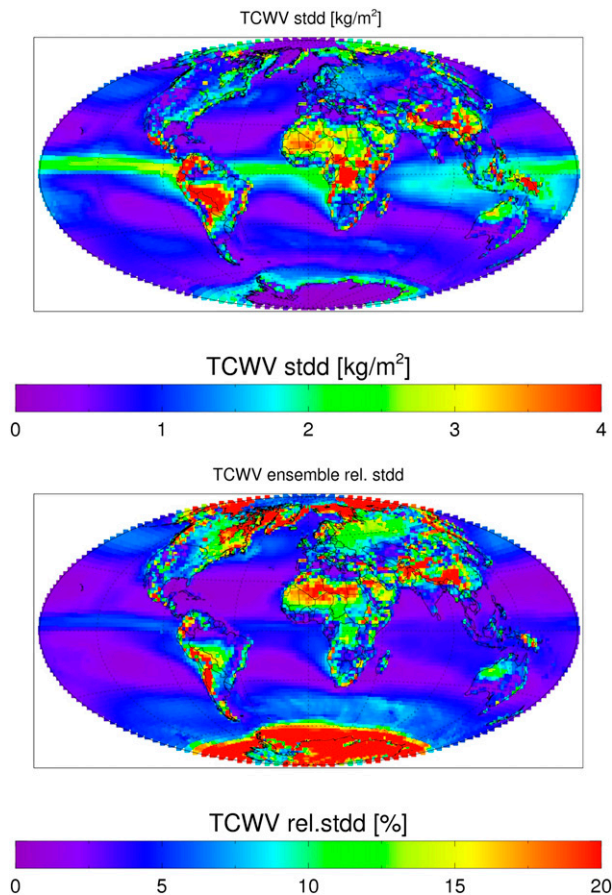 TCWV stdd [kg/m²]
TCWV stdd [kg/m²]
0 1 2 3 4
TCWV ensemble rel. stdd
TCWV rel.stdd [%]
0 5 10 15 20